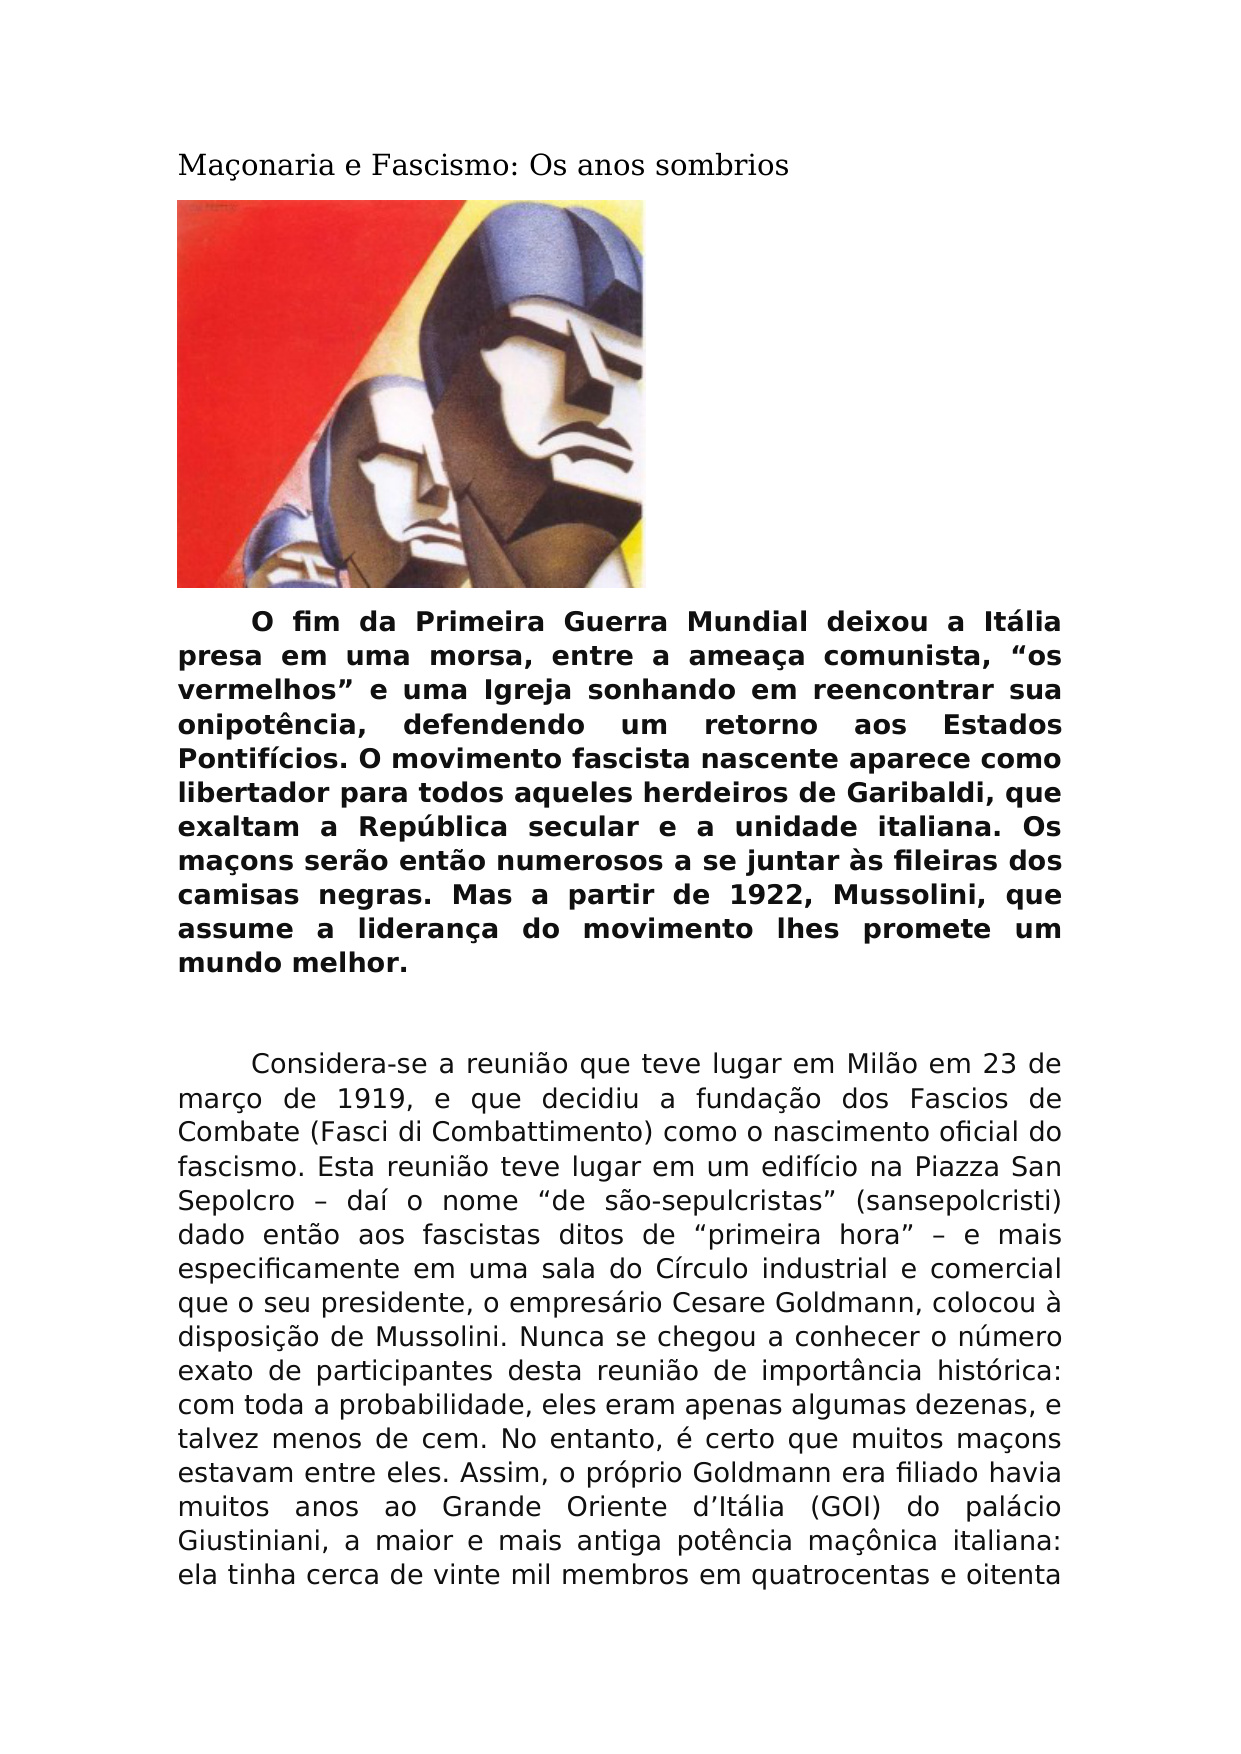 Maçonaria e Fascismo: Os anos sombrios
O fim da Primeira Guerra Mundial deixou a Itália
presa em uma morsa, entre a ameaça comunista, “os
vermelhos” e uma Igreja sonhando em reencontrar sua
onipotência, defendendo um retorno aos Estados
Pontifícios. O movimento fascista nascente aparece como
libertador para todos aqueles herdeiros de Garibaldi, que
exaltam a República secular e a unidade italiana. Os
maçons serão então numerosos a se juntar às fileiras dos
camisas negras. Mas a partir de 1922, Mussolini, que
assume a liderança do movimento lhes promete um
mundo melhor.
Considera-se a reunião que teve lugar em Milão em 23 de
março de 1919, e que decidiu a fundação dos Fascios de
Combate (Fasci di Combattimento) como o nascimento oficial do
fascismo. Esta reunião teve lugar em um edifício na Piazza San
Sepolcro – daí o nome “de são-sepulcristas” (sansepolcristi)
dado então aos fascistas ditos de “primeira hora” – e mais
especificamente em uma sala do Círculo industrial e comercial
que o seu presidente, o empresário Cesare Goldmann, colocou à
disposição de Mussolini. Nunca se chegou a conhecer o número
exato de participantes desta reunião de importância histórica:
com toda a probabilidade, eles eram apenas algumas dezenas, e
talvez menos de cem. No entanto, é certo que muitos maçons
estavam entre eles. Assim, o próprio Goldmann era filiado havia
muitos anos ao Grande Oriente d’Itália (GOI) do palácio
Giustiniani, a maior e mais antiga potência maçônica italiana:
ela tinha cerca de vinte mil membros em quatrocentas e oitenta